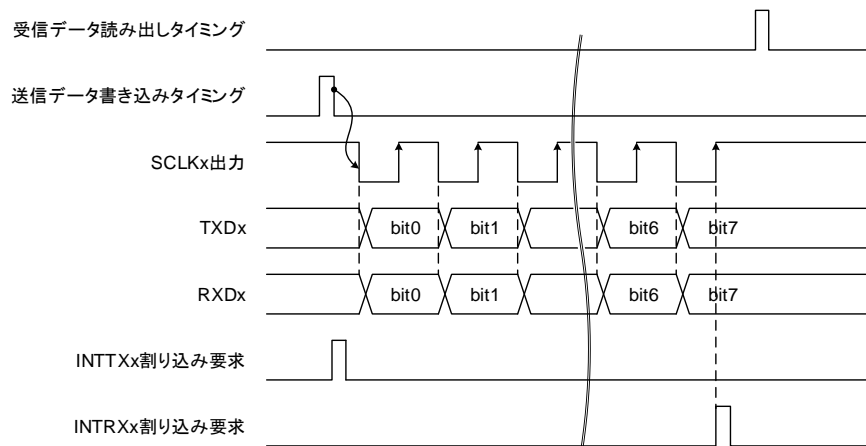 受信データ読み出しタイミング
送信データ書き込みタイミング
SCLKx出力
TXDx bit0 bit1 bit6 bit7
RXDx bit0 bit1 bit6 bit7
INTTXx割り込み要求
INTRXx割り込み要求